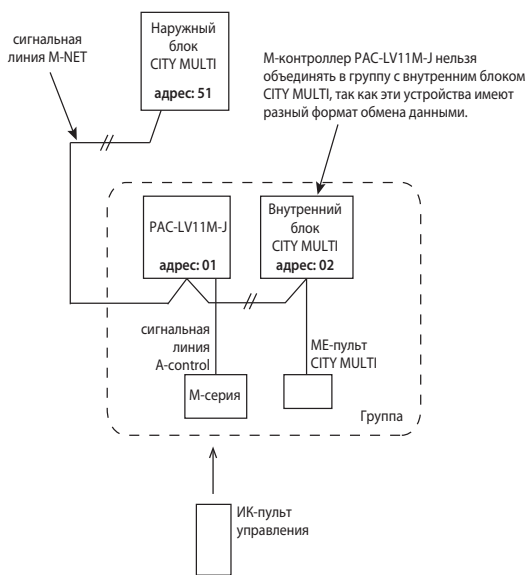 сигнальная
линия M-NET
Наружный
блок
CITY MULTI
адрес: 51
М-контроллер PAC-LV11M-J нельзя
объединять в группу с внутренним блоком
CITY MULTI, так как эти устройства имеют
разный формат обмена данными.
PAC-LV11M-J
адрес: 01
Внутренний
блок
CITY MULTI
адрес: 02
сигнальная
линия
A-control
М-серия
МЕ-пульт
CITY MULTI
Группа
ИК-пульт
управления